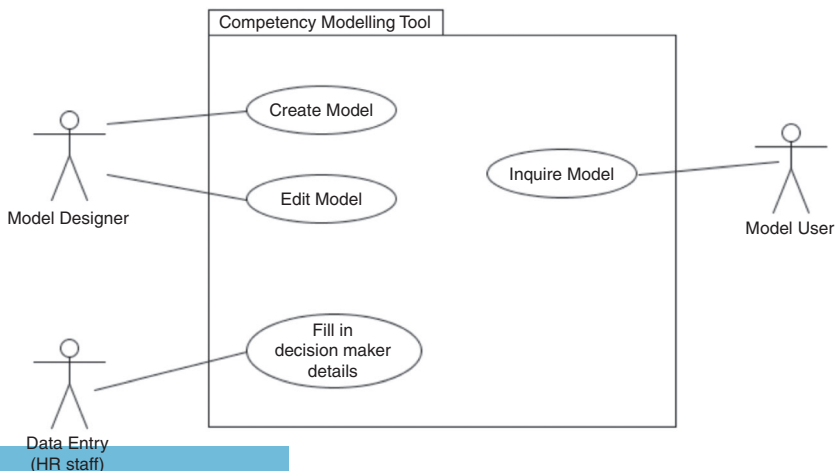 Competency Modelling Tool
Create Model
Inquire Model
Edit Model
Model Designer
Model User
Fill in
decision maker
details
Data Entry
(HR staff)